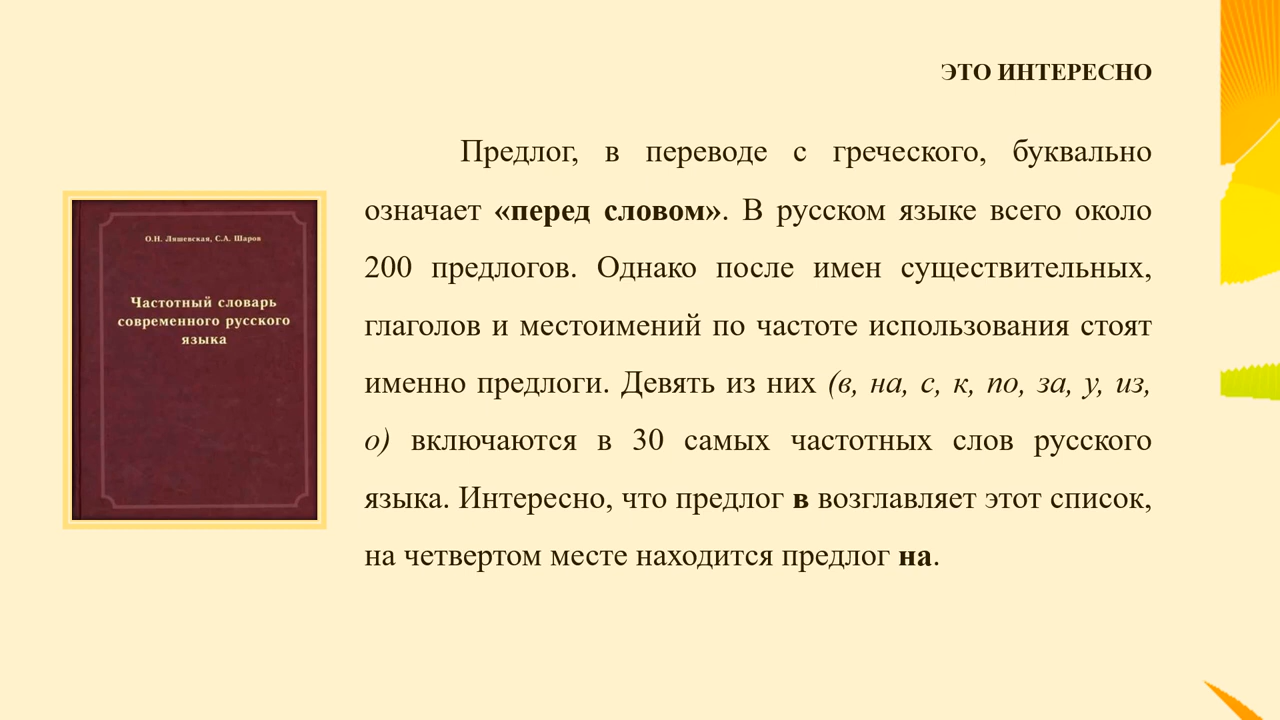 ЭТО ИНТЕРЕСНО
Предлог, в переводе с греческого, буквально
означает «перед словом». В русском языке всего около
200 предлогов. Однако после имен существительных,
глаголов и местоимений по частоте использования стоят
именно предлоги. Девять из них (в, на, с, к, по, за, у, из,
о) включаются в 30 самых частотных слов русского
языка. Интересно, что предлог в возглавляет этот список,
на четвертом месте находится предлог на.
О.Н. Ляшевская, С.А. Шаров
Частотный словарь
современного русского
языка